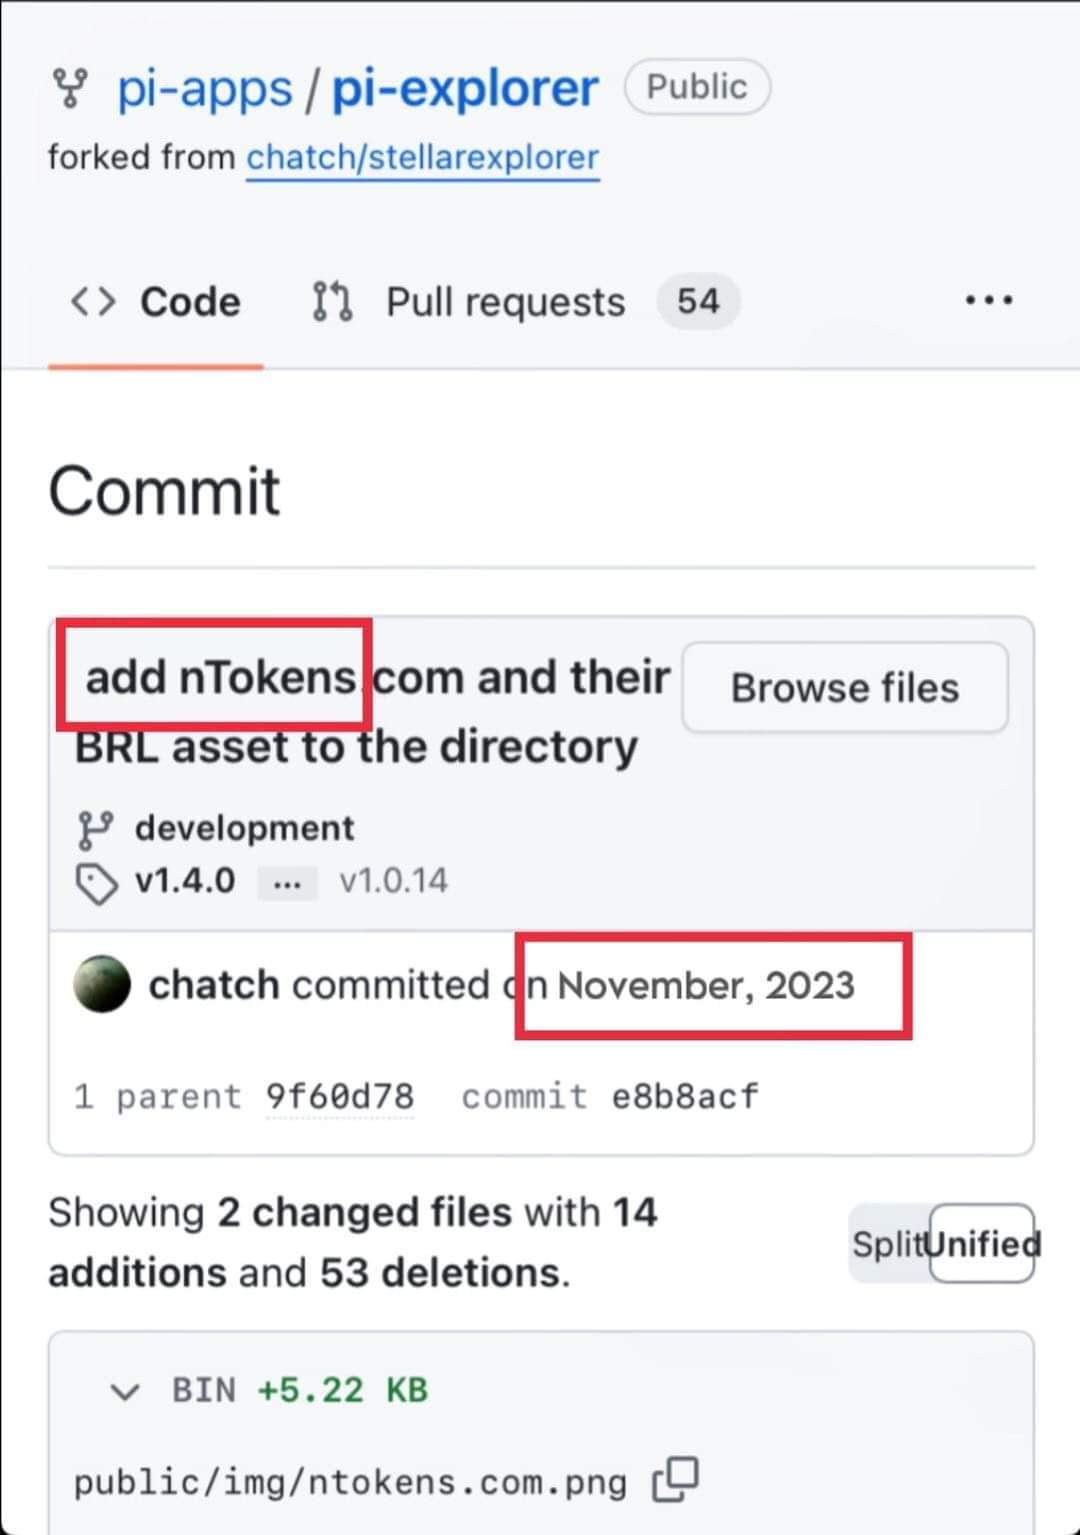 pi-apps / pi-explorer Public
forked from chatch/stellarexplorer
Code Pull requests 54 ...
Commit
add nTokens.com and their
BRL asset to the directory
Browse files
development
v1.4.0 ... v1.0.14
chatch committed on November, 2023
1 parent 9f60d78 commit e8b8acf
Showing 2 changed files with 14
additions and 53 deletions.
Split Unified
BIN +5.22 KB
public/img/ntokens.com.png